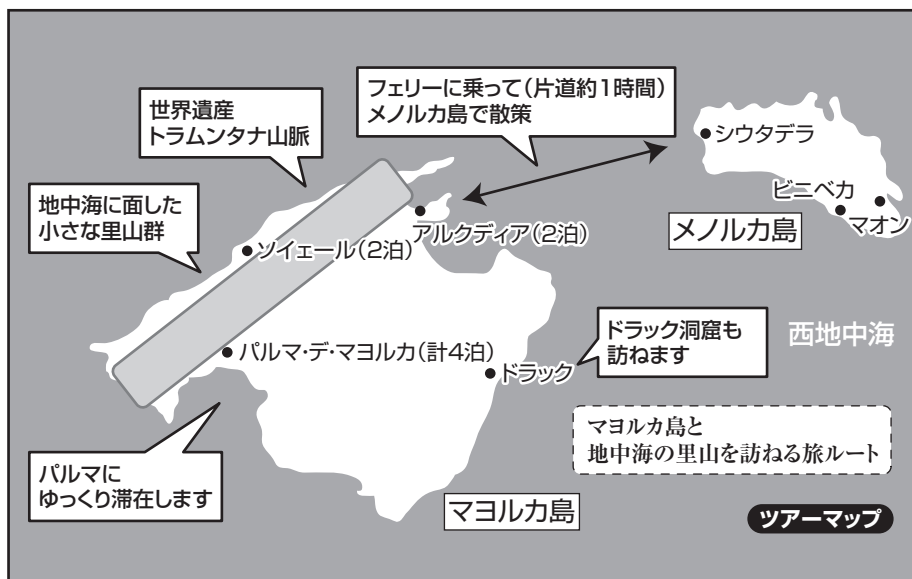 世界遺産
トラムンタナ山脈
フェリーに乗って(片道約1時間)
メノルカ島で散策
地中海に面した
小さな里山群
シウタデラ
ビニベカ
マオン
メノルカ島
ソイェール(2泊)
アルクディア(2泊)
パルマ・デ・マヨルカ(計4泊)
ドラック
ドラック洞窟も
訪ねます
西地中海
マヨルカ島と
地中海の里山を訪ねる旅ルート
パルマに
ゆっくり滞在します
マヨルカ島
ツアーマップ